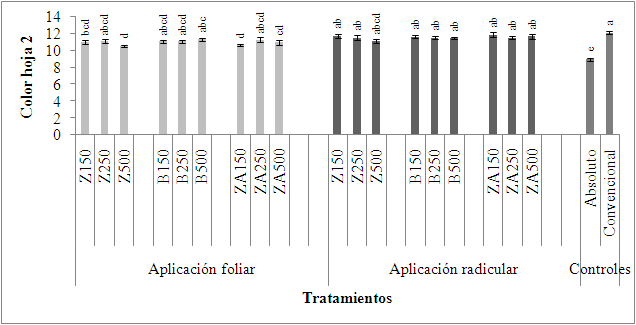 Color hoja 2
14
12
10
8
6
4
2
0
bcd
abcd
d
abcd
abcd
abc
d
abcd
cd
ab
ab
abcd
ab
ab
ab
ab
ab
ab
e
a
Z150
Z250
Z500
B150
B250
B500
ZA150
ZA250
ZA500
Z150
Z250
Z500
B150
B250
B500
ZA150
ZA250
ZA500
Absoluto
Convencional
Aplicación foliar
Aplicación radicular
Controles
Tratamientos